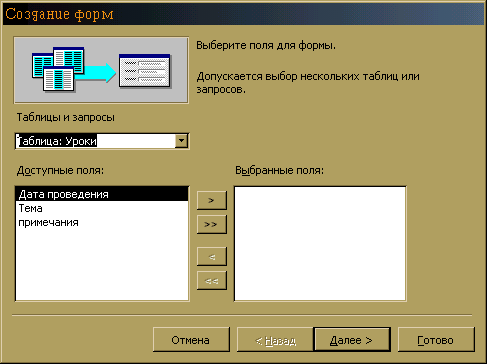 Создание форм
Выберите поля для формы.
Допускается выбор нескольких таблиц или
запросов.
Таблицы и запросы
Таблица: Уроки
Доступные поля:
Выбранные поля:
Дата проведения
Тема
примечания
>
>>
<
<<
Отмена
< Назад
Далее >
Готово